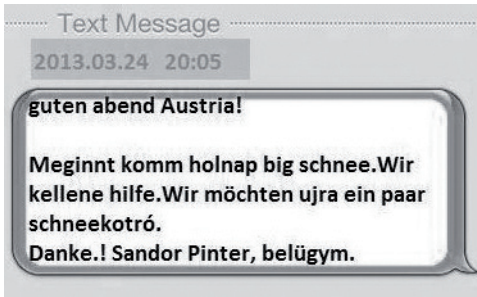 Text Message
2013.03.24 20:05
guten abend Austria!
Meginnt komm holnap big schnee.Wir
kellene hilfe.Wir möchten ujra ein paar
schneekotró.
Danke.! Sandor Pinter, belügym.